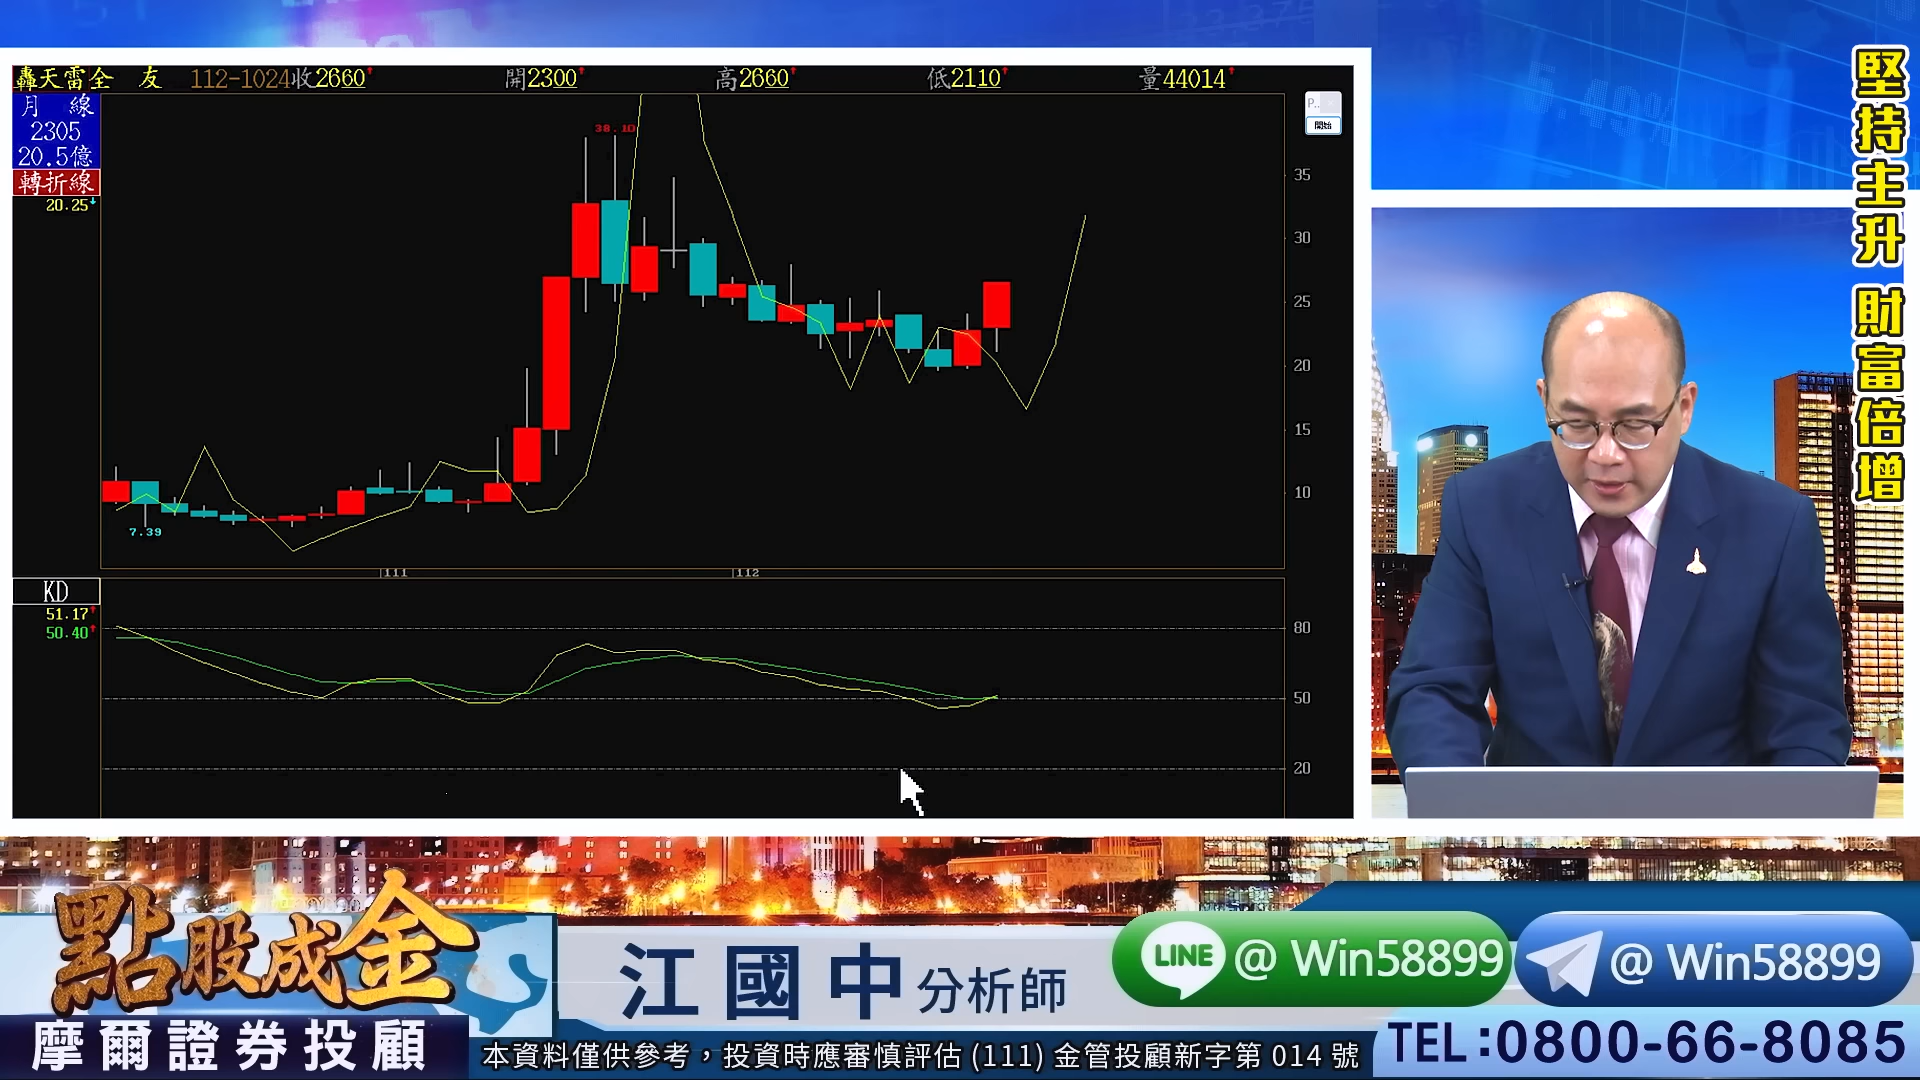 轟天雷全 友 112-1024收2660 開2300 高2660 低2110 量44014
月 線
2305
20.5億
轉折線
20.25
P..
開始
38.10
35
30
25
20
15
10
7.39
111 112
KD
51.17
50.40
80
50
20
堅持主升 財富倍增
點股成金
摩爾證券投顧
江國中分析師
LINE @ Win58899
@ Win58899
TEL:0800-66-8085
本資料僅供參考，投資時應審慎評估 (111) 金管投顧新字第 014 號